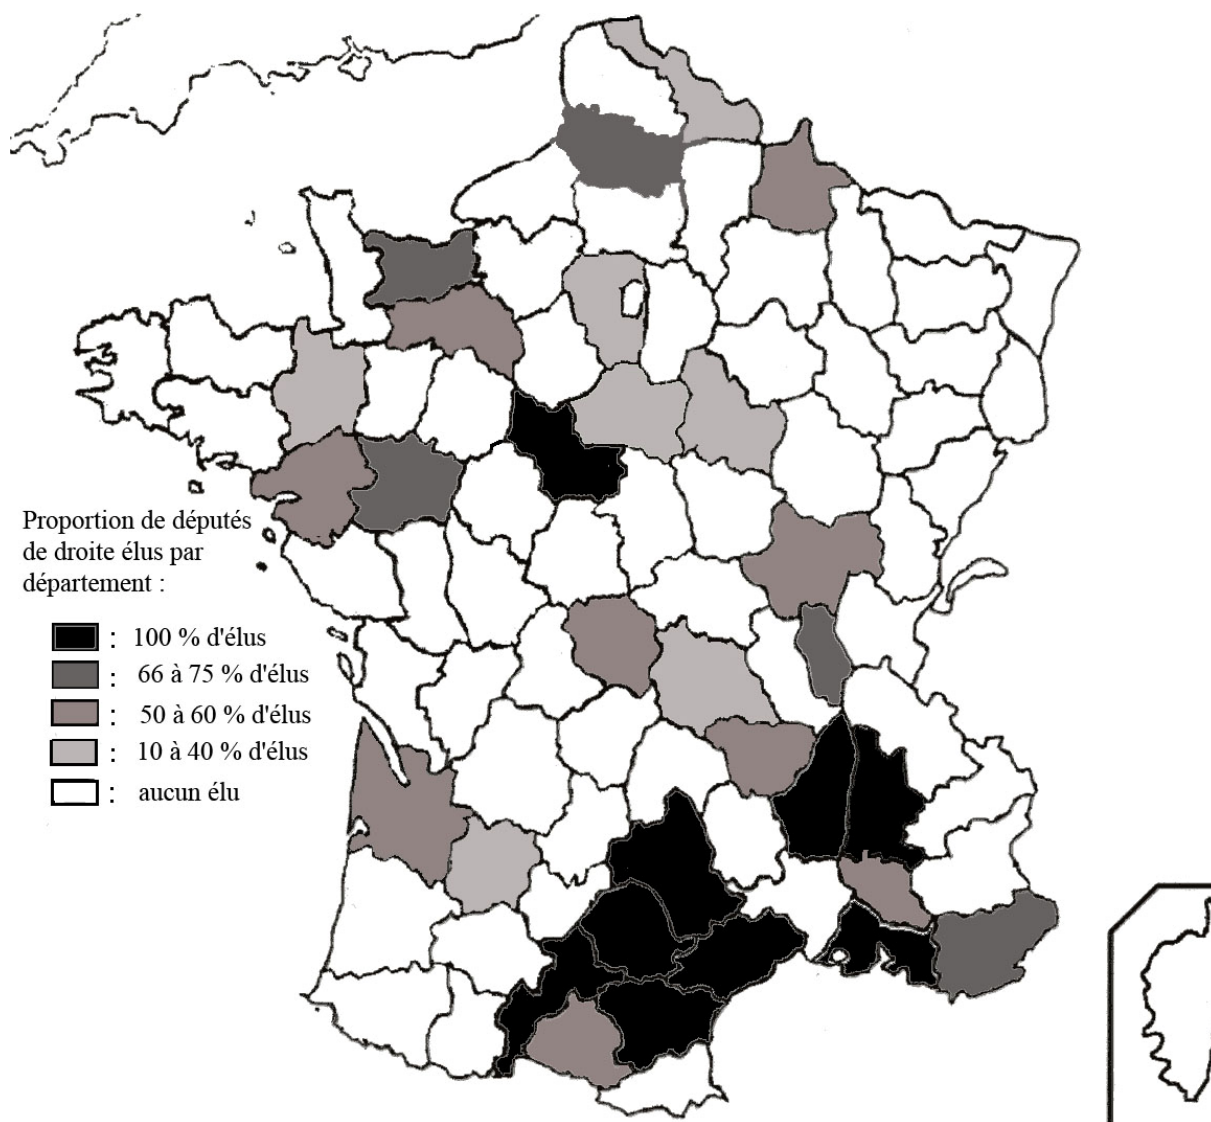 Proportion de députés
de droite élus par
département :
: 100 % d'élus
: 66 à 75 % d'élus
: 50 à 60 % d'élus
: 10 à 40 % d'élus
: aucun élu